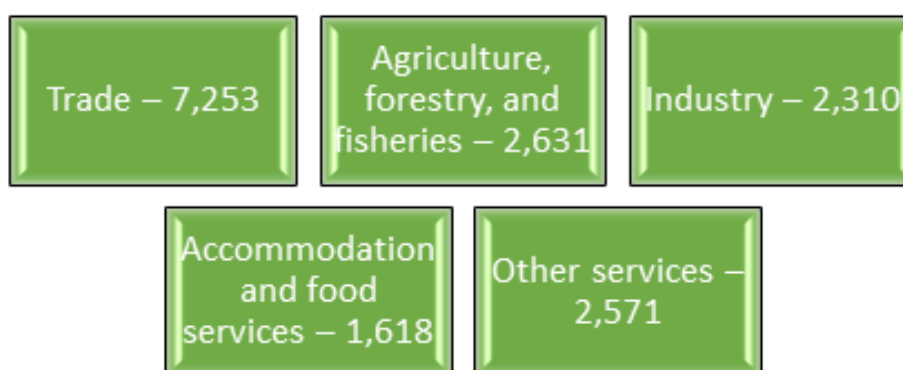 Trade – 7,253
Agriculture,
forestry, and
fisheries – 2,631
Industry – 2,310
Accommodation
and food
services – 1,618
Other services –
2,571